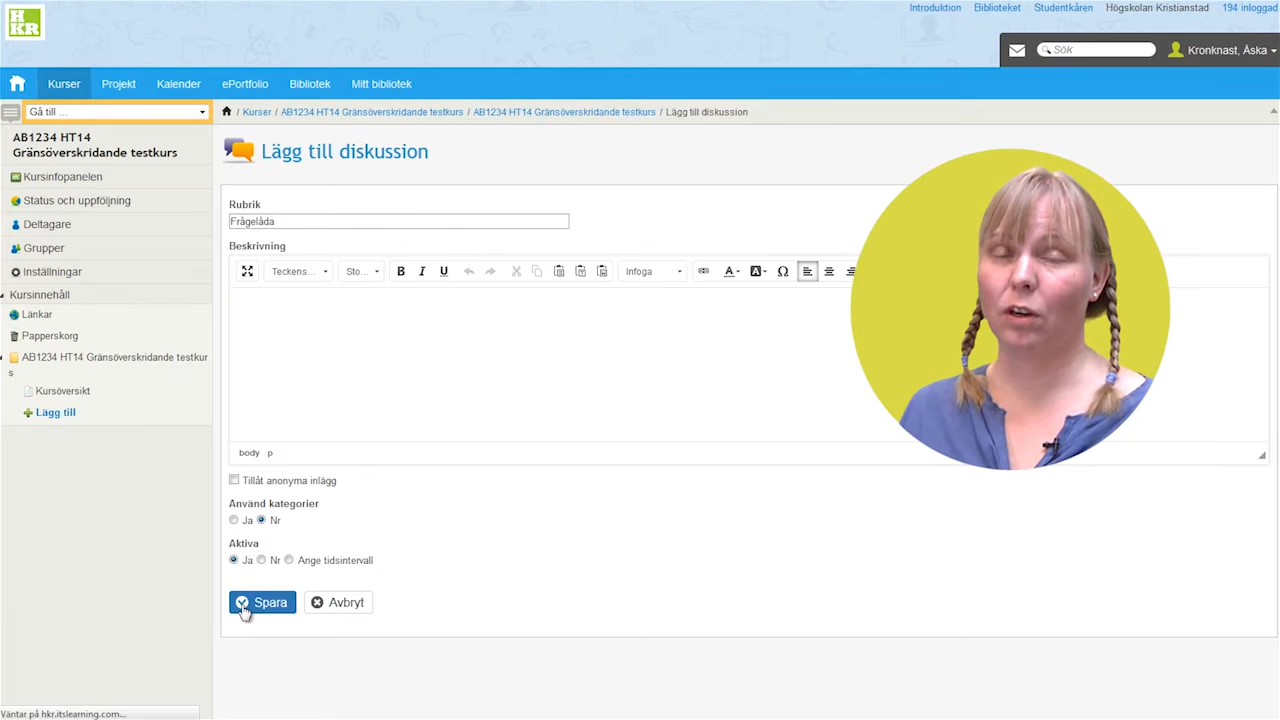 HKR
Introduktion Biblioteket Studentkåren Högskolan Kristianstad 194 inloggad
Sök Kronknast, Åska
Kurser Projekt Kalender ePortfolio Bibliotek Mitt bibliotek
Gå till ...
/ Kurser / AB1234 HT14 Gränsöverskridande testkurs / AB1234 HT14 Gränsöverskridande testkurs / Lägg till diskussion
AB1234 HT14
Gränsöverskridande testkurs
Kursinfopanelen
Status och uppföljning
Deltagare
Grupper
Inställningar
Kursinnehåll
Länkar
Papperskorg
AB1234 HT14 Gränsöverskridande testkur
s
Kursöversikt
Lägg till
Lägg till diskussion
Rubrik
Frågelåda
Beskrivning
Teckens... Sto... B I U Infoga A A Ω
body p
Tillåt anonyma inlägg
Använd kategorier
Ja Nr
Aktiva
Ja Nr Ange tidsintervall
Spara Avbryt
Väntar på hkr.itslearning.com...